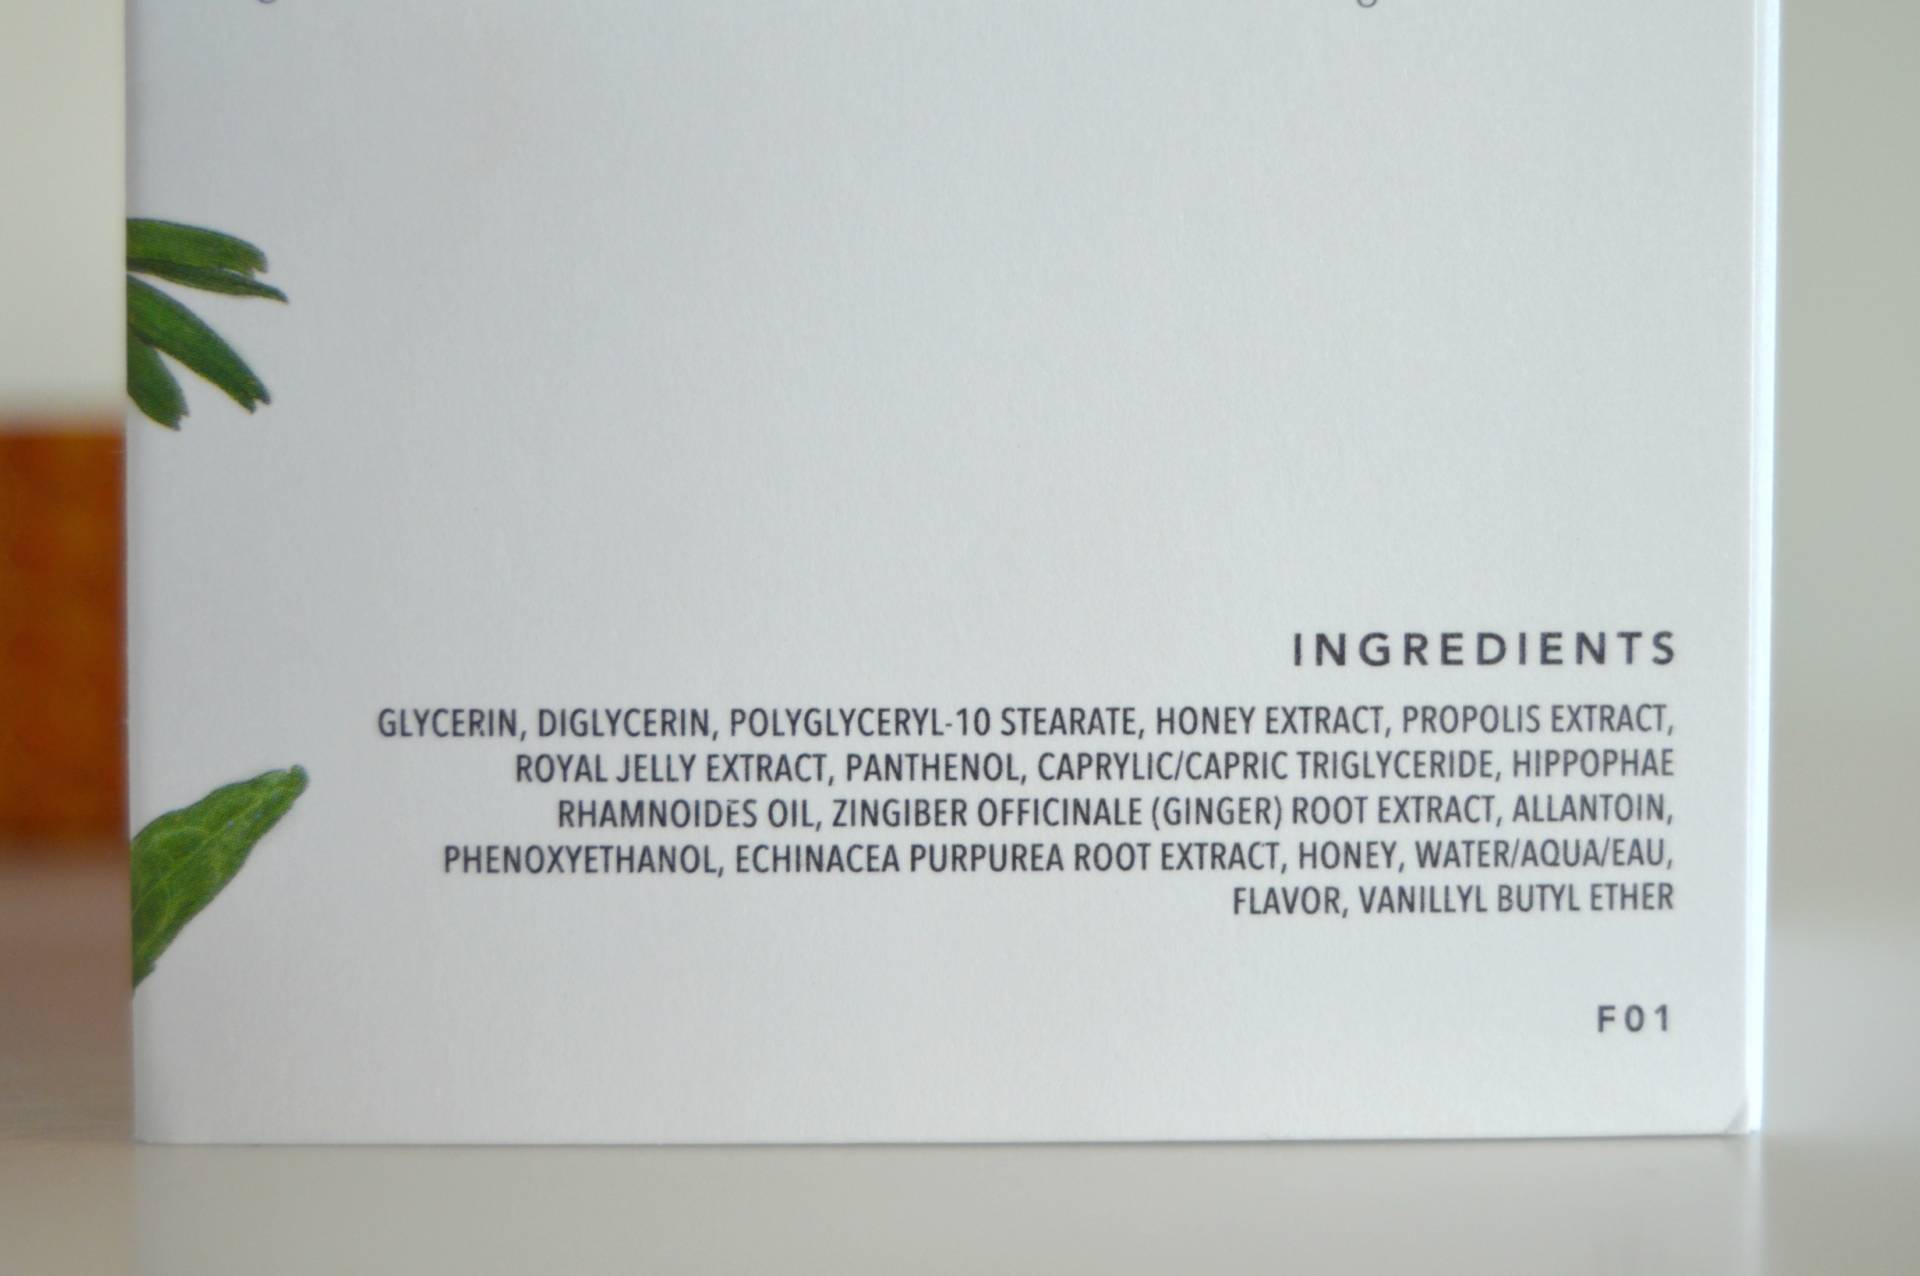 INGREDIENTS
GLYCERIN, DIGLYCERIN, POLYGLYCERYL-10 STEARATE, HONEY EXTRACT, PROPOLIS EXTRACT,
ROYAL JELLY EXTRACT, PANTHENOL, CAPRYLIC/CAPRIC TRIGLYCERIDE, HIPPOPHAE
RHAMNOIDES OIL, ZINGIBER OFFICINALE (GINGER) ROOT EXTRACT, ALLANTOIN,
PHENOXYETHANOL, ECHINACEA PURPUREA ROOT EXTRACT, HONEY, WATER/AQUA/EAU,
FLAVOR, VANILLYL BUTYL ETHER
F01